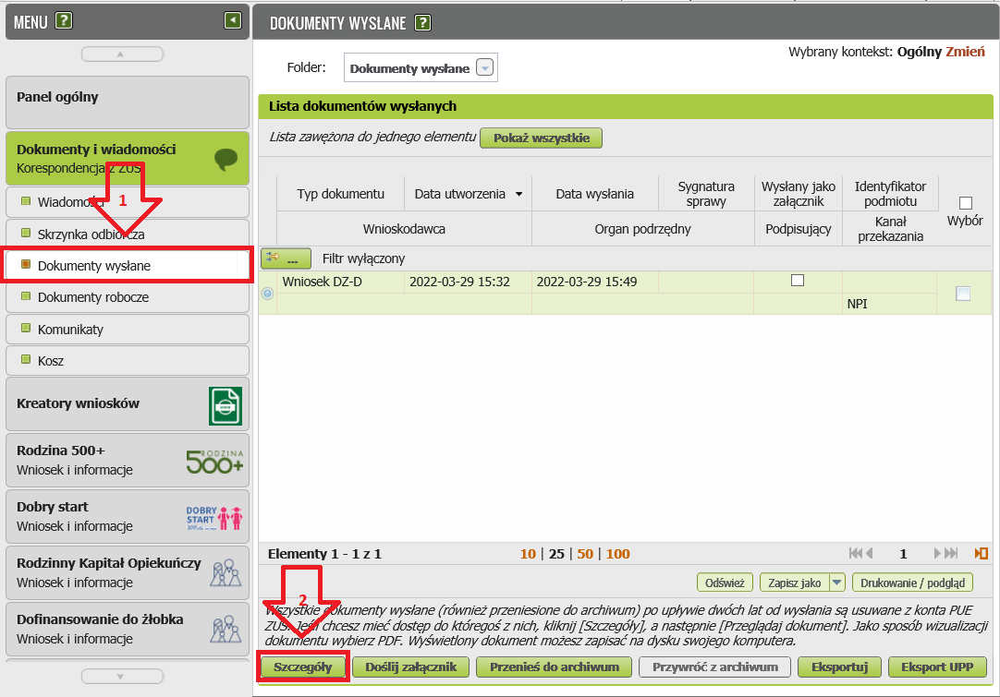 MENU ?
DOKUMENTY WYSŁANE ?
Wybrany kontekst: Ogólny Zmień
Folder: Dokumenty wysłane
Panel ogólny
Dokumenty i wiadomości
Korespondencja z ZUS
1
Wiadomości
Skrzynka odbiorcza
Dokumenty wysłane
Dokumenty robocze
Komunikaty
Kosz
Kreatory wniosków
Rodzina 500+
Wniosek i informacje
RODZINA
500+
Dobry start
Wniosek i informacje
DOBRY
START
Rodzinny Kapitał Opiekuńczy
Wniosek i informacje
Dofinansowanie do żłobka
Wniosek i informacje
Lista dokumentów wysłanych
Lista zawężona do jednego elementu Pokaż wszystkie
Typ dokumentu
Data utworzenia
Data wysłania
Sygnatura
sprawy
Wysłany jako
załącznik
Identyfikator
podmiotu
Wybór
Wnioskodawca
Organ podrzędny
Podpisujący
Kanał
przekazania
... Filtr wyłączony
Wniosek DZ-D 2022-03-29 15:32 2022-03-29 15:49
NPI
Elementy 1 - 1 z 1 10 | 25 | 50 | 100 1
Odśwież Zapisz jako Drukowanie / podgląd
2
Wszystkie dokumenty wysłane (również przeniesione do archiwum) po upływie dwóch lat od wysłania są usuwane z konta PUE
ZUS. Jeśli chcesz mieć dostęp do któregoś z nich, kliknij [Szczegóły], a następnie [Przeglądaj dokument]. Jako sposób wizualizacji
dokumentu wybierz PDF. Wyświetlony dokument możesz zapisać na dysku swojego komputera.
Szczegóły Doślij załącznik Przenieś do archiwum Przywróć z archiwum Eksportuj Eksport UPP